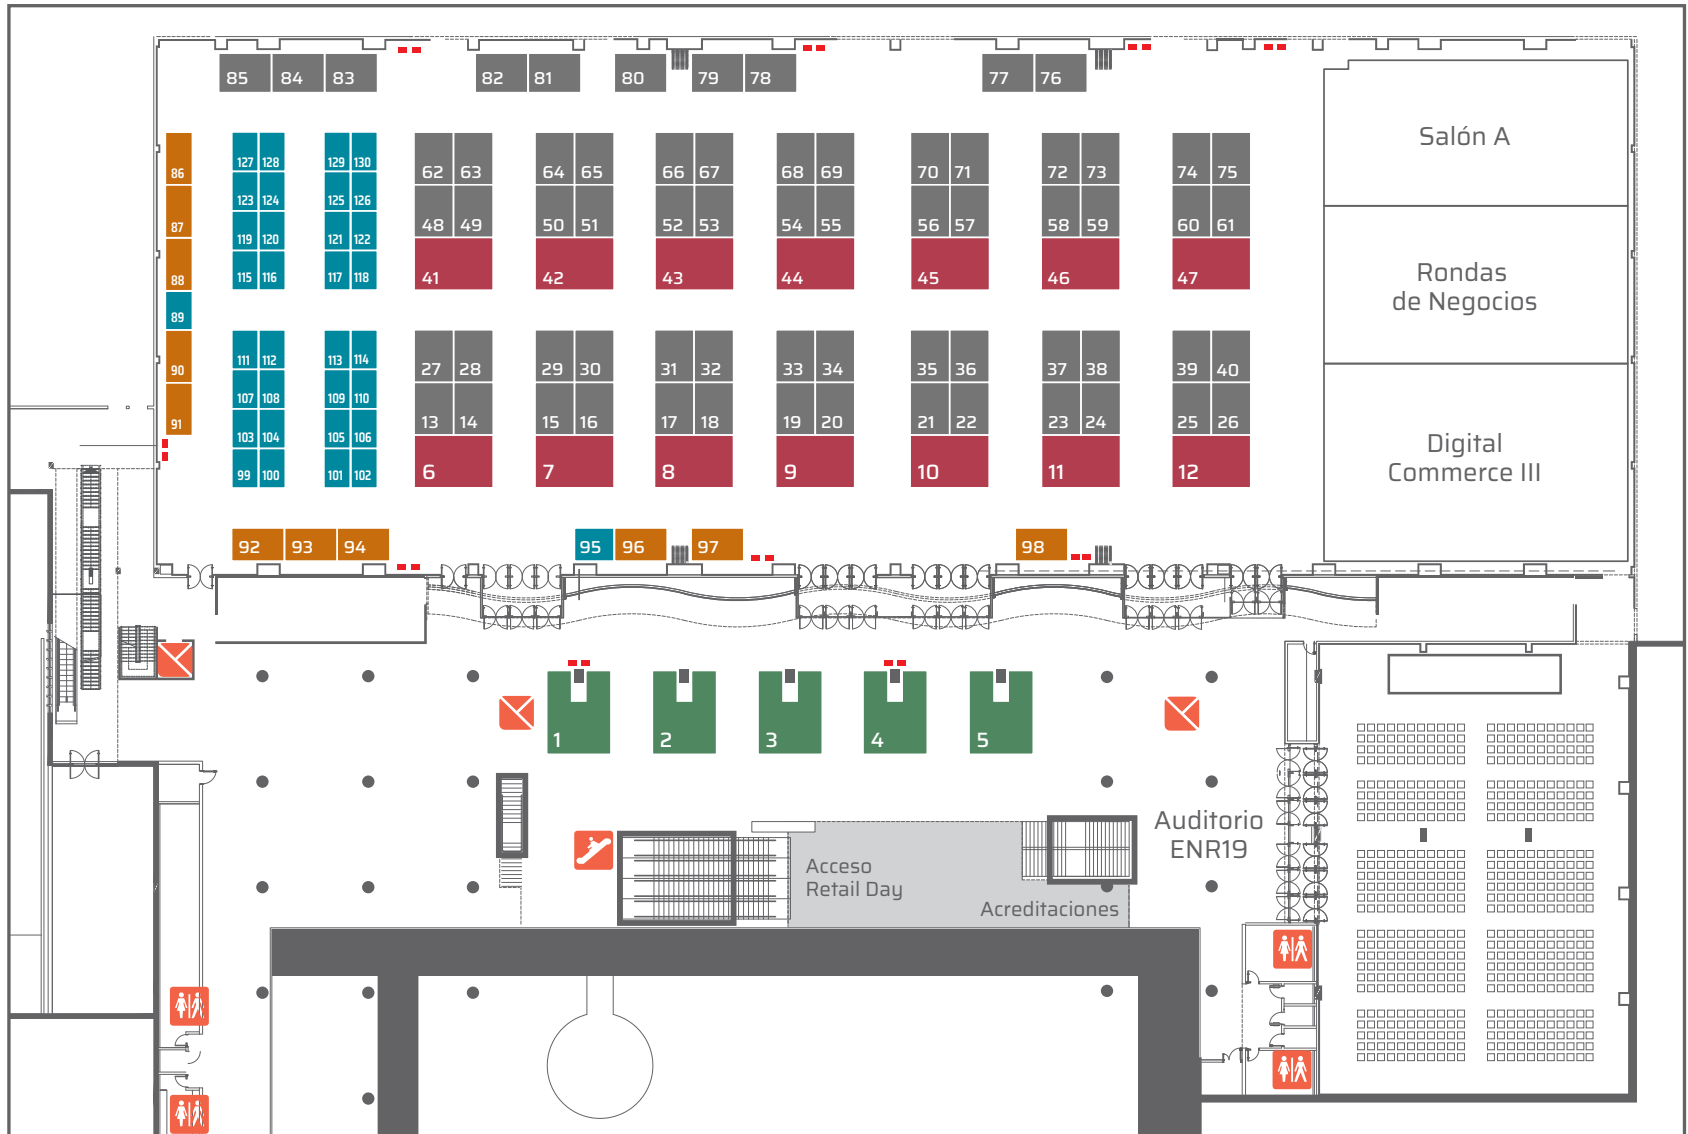 85 84 83 82 81 80 79 78 77 76
Salón A
86 127 128 129 130 62 63 64 65 66 67 68 69 70 71 72 73 74 75
87 123 124 125 126 48 49 50 51 52 53 54 55 56 57 58 59 60 61
119 120 121 122
88 115 116 117 118 41 42 43 44 45 46 47
Rondas
de Negocios
89
90 111 112 113 114 27 28 29 30 31 32 33 34 35 36 37 38 39 40
107 108 109 110
91 103 104 105 106 13 14 15 16 17 18 19 20 21 22 23 24 25 26
99 100 101 102 6 7 8 9 10 11 12
Digital
Commerce III
92 93 94 95 96 97 98
1 2 3 4 5
Auditorio
ENR19
Acceso
Retail Day
Acreditaciones